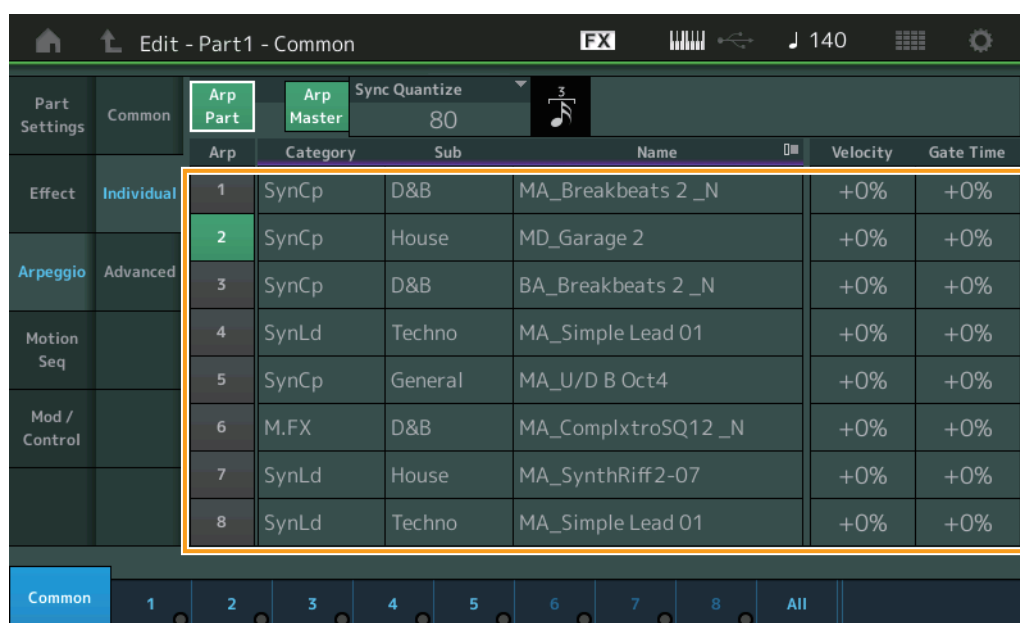 Edit - Part1 - Common FX 140
Part Settings
Common
Arp Part
Arp Master
Sync Quantize
80
3
Arp Category Sub Name Velocity Gate Time
Effect
Individual
Arpeggio
Advanced
Motion Seq
Mod / Control
1 SynCp D&B MA_Breakbeats 2 _N +0% +0%
2 SynCp House MD_Garage 2 +0% +0%
3 SynCp D&B BA_Breakbeats 2 _N +0% +0%
4 SynLd Techno MA_Simple Lead 01 +0% +0%
5 SynCp General MA_U/D B Oct4 +0% +0%
6 M.FX D&B MA_ComplxtroSQ12 _N +0% +0%
7 SynLd House MA_SynthRiff2-07 +0% +0%
8 SynLd Techno MA_Simple Lead 01 +0% +0%
Common 1 2 3 4 5 6 7 8 All